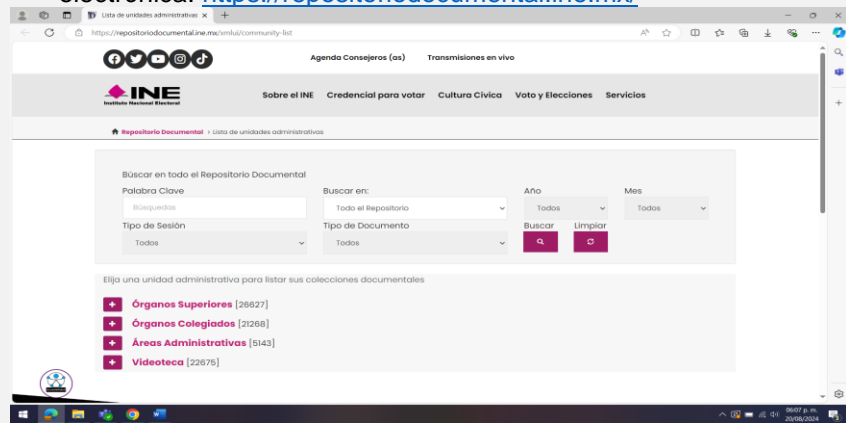 electrónica: https://repositoriodocumental.ine.mx/
Lista de unidades administrativas
https://repositoriodocumental.ine.mx/xmlui/community-list
Agenda Consejeros (as) Transmisiones en vivo
INE
Instituto Nacional Electoral
Sobre el INE Credencial para votar Cultura Cívica Voto y Elecciones Servicios
Repositorio Documental › Lista de unidades administrativas
Búscar en todo el Repositorio Documental
Palabra Clave Buscar en: Año Mes
Búsquedas Todo el Repositorio Todos Todos
Tipo de Sesión Tipo de Documento Buscar Limpiar
Todos Todos
Elija una unidad administrativa para listar sus colecciones documentales
+ Órganos Superiores [26627]
+ Órganos Colegiados [21268]
+ Áreas Administrativas [5143]
+ Videoteca [22675]
06:07 p. m.
20/08/2024